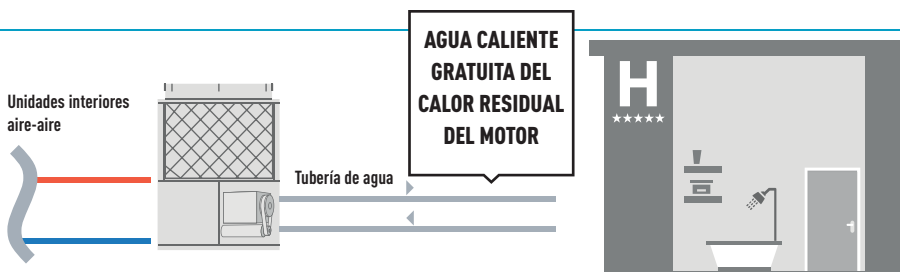 AGUA CALIENTE
GRATUITA DEL
CALOR RESIDUAL
DEL MOTOR
Unidades interiores
aire-aire
Tubería de agua
H
★★★★★